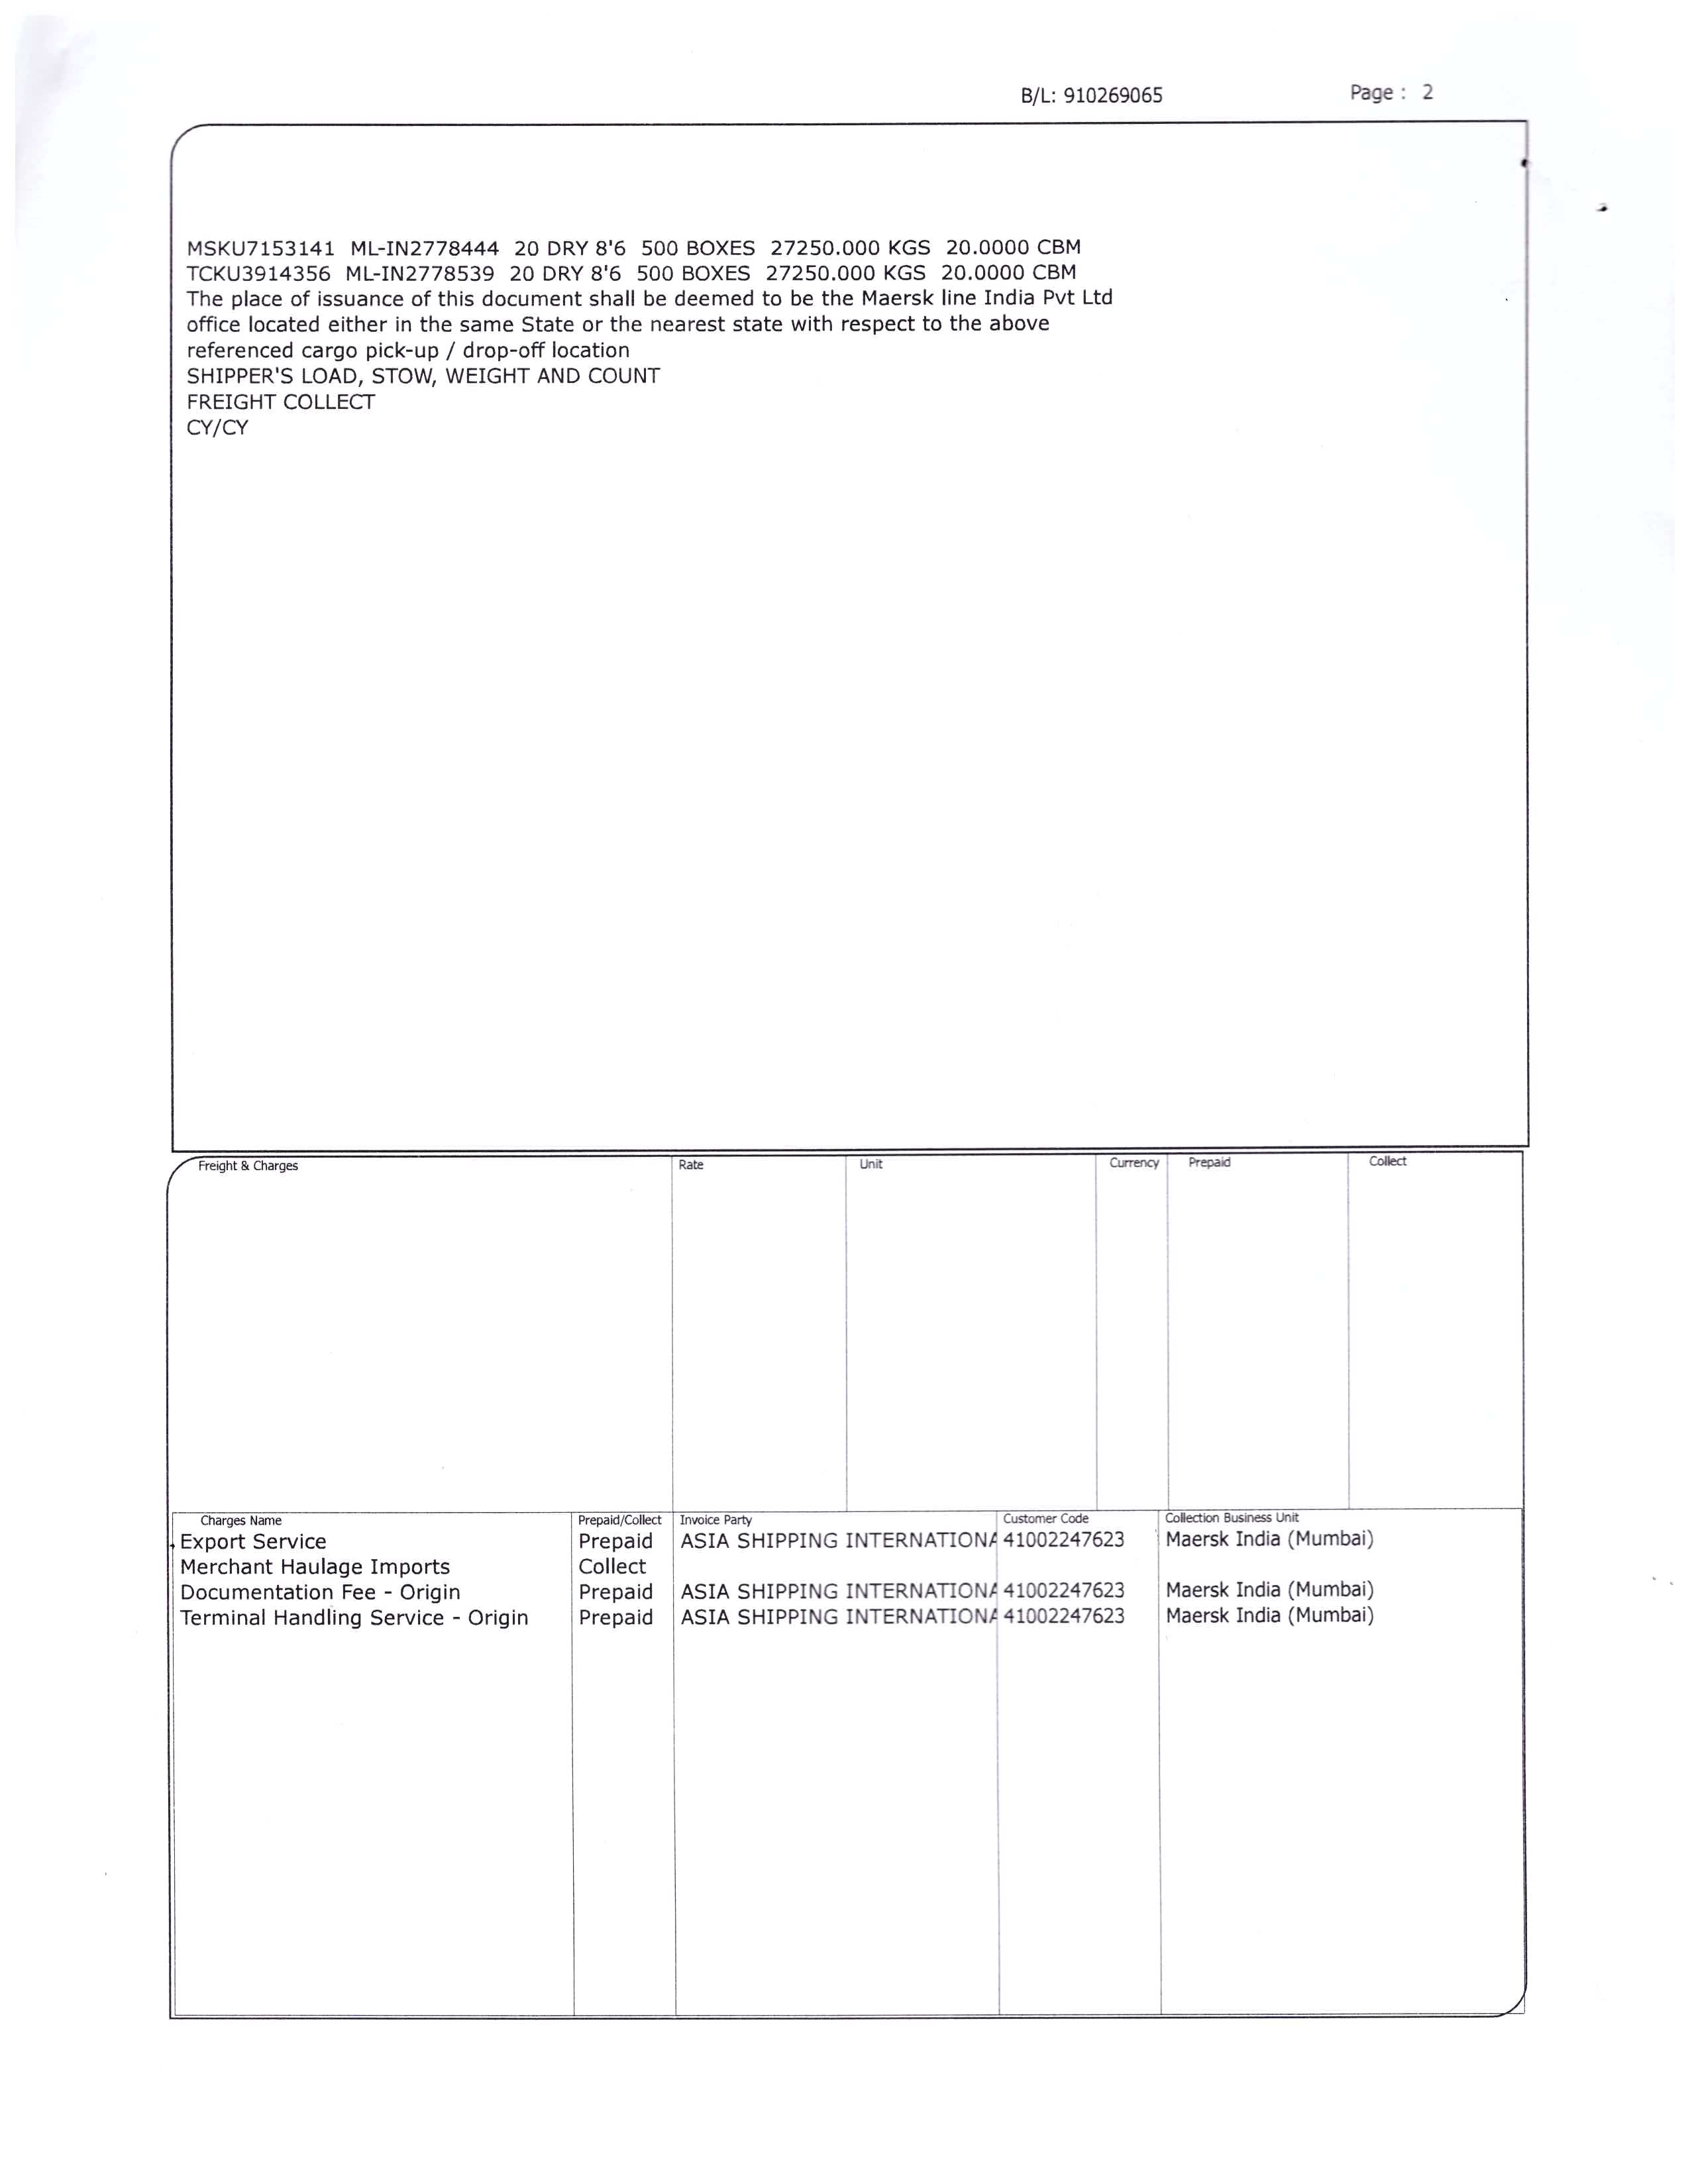 B/L: 910269065 Page : 2
MSKU7153141 ML-IN2778444 20 DRY 8'6 500 BOXES 27250.000 KGS 20.0000 CBM
TCKU3914356 ML-IN2778539 20 DRY 8'6 500 BOXES 27250.000 KGS 20.0000 CBM
The place of issuance of this document shall be deemed to be the Maersk line India Pvt Ltd
office located either in the same State or the nearest state with respect to the above
referenced cargo pick-up / drop-off location
SHIPPER'S LOAD, STOW, WEIGHT AND COUNT
FREIGHT COLLECT
CY/CY
Freight & Charges Rate Unit Currency Prepaid Collect
Charges Name Prepaid/Collect Invoice Party Customer Code Collection Business Unit
Export Service Prepaid ASIA SHIPPING INTERNATIONA 41002247623 Maersk India (Mumbai)
Merchant Haulage Imports Collect
Documentation Fee - Origin Prepaid ASIA SHIPPING INTERNATIONA 41002247623 Maersk India (Mumbai)
Terminal Handling Service - Origin Prepaid ASIA SHIPPING INTERNATIONA 41002247623 Maersk India (Mumbai)